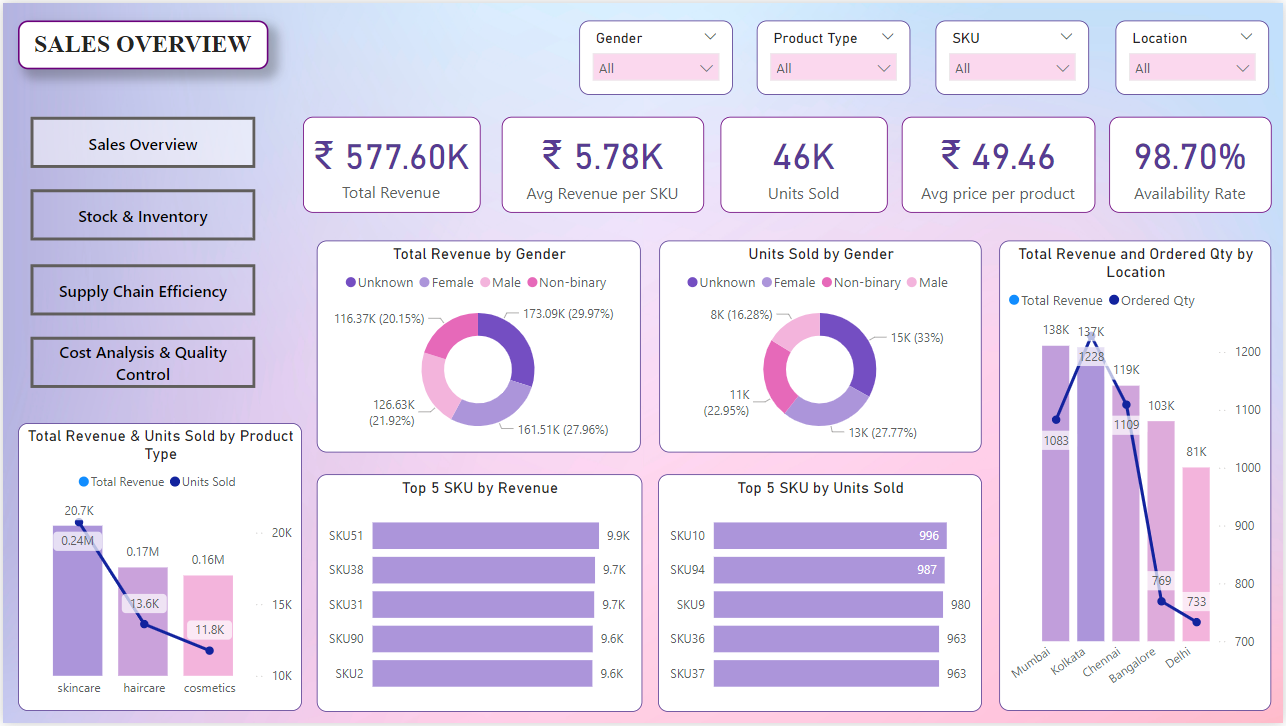 SALES OVERVIEW
Gender
All
Product Type
All
SKU
All
Location
All
Sales Overview
Stock & Inventory
Supply Chain Efficiency
Cost Analysis & Quality
Control
₹ 577.60K
Total Revenue
₹ 5.78K
Avg Revenue per SKU
46K
Units Sold
₹ 49.46
Avg price per product
98.70%
Availability Rate
Total Revenue by Gender
Unknown Female Male Non-binary
116.37K (20.15%)
173.09K (29.97%)
126.63K
(21.92%)
161.51K (27.96%)
Units Sold by Gender
Unknown Female Non-binary Male
8K (16.28%)
15K (33%)
11K
(22.95%)
13K (27.77%)
Total Revenue and Ordered Qty by
Location
Total Revenue Ordered Qty
138K
137K
119K
103K
81K
1083
1228
1109
769
733
1200
1100
1000
900
800
700
Mumbai
Kolkata
Chennai
Bangalore
Delhi
Total Revenue & Units Sold by Product
Type
Total Revenue Units Sold
20.7K
0.24M
0.17M
13.6K
0.16M
11.8K
20K
15K
10K
skincare
haircare
cosmetics
Top 5 SKU by Revenue
SKU51 9.9K
SKU38 9.7K
SKU31 9.7K
SKU90 9.6K
SKU2 9.6K
Top 5 SKU by Units Sold
SKU10 996
SKU94 987
SKU9 980
SKU36 963
SKU37 963